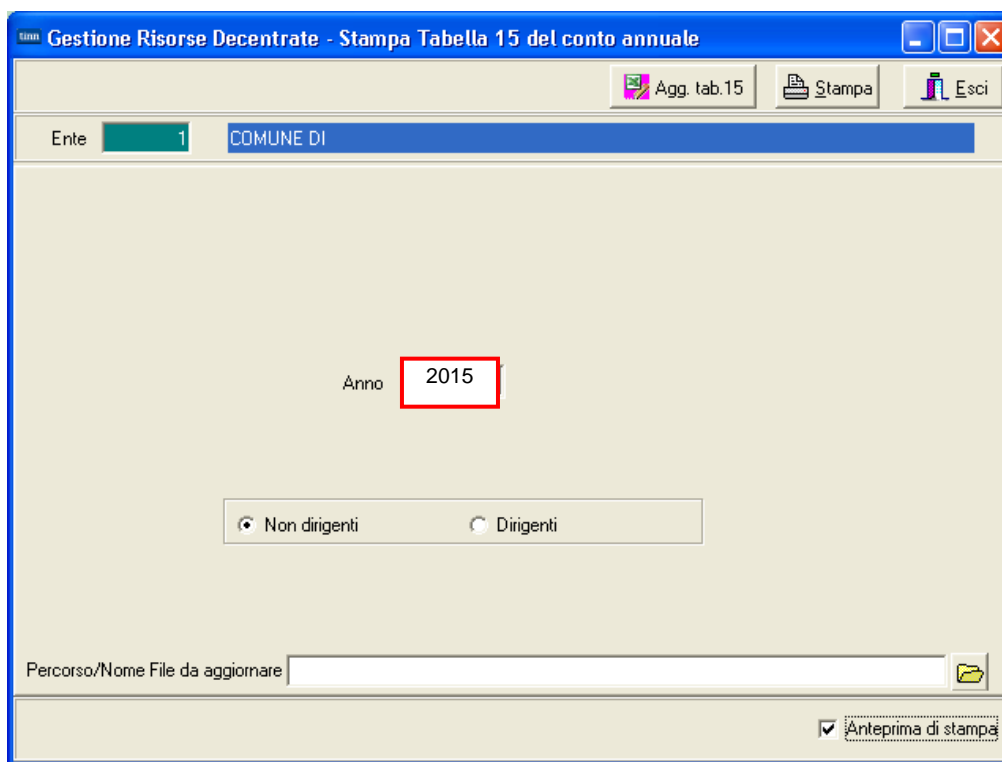 tinn Gestione Risorse Decentrate - Stampa Tabella 15 del conto annuale
Agg. tab.15 Stampa Esci
Ente 1 COMUNE DI
Anno 2015
Non dirigenti Dirigenti
Percorso/Nome File da aggiornare
Anteprima di stampa